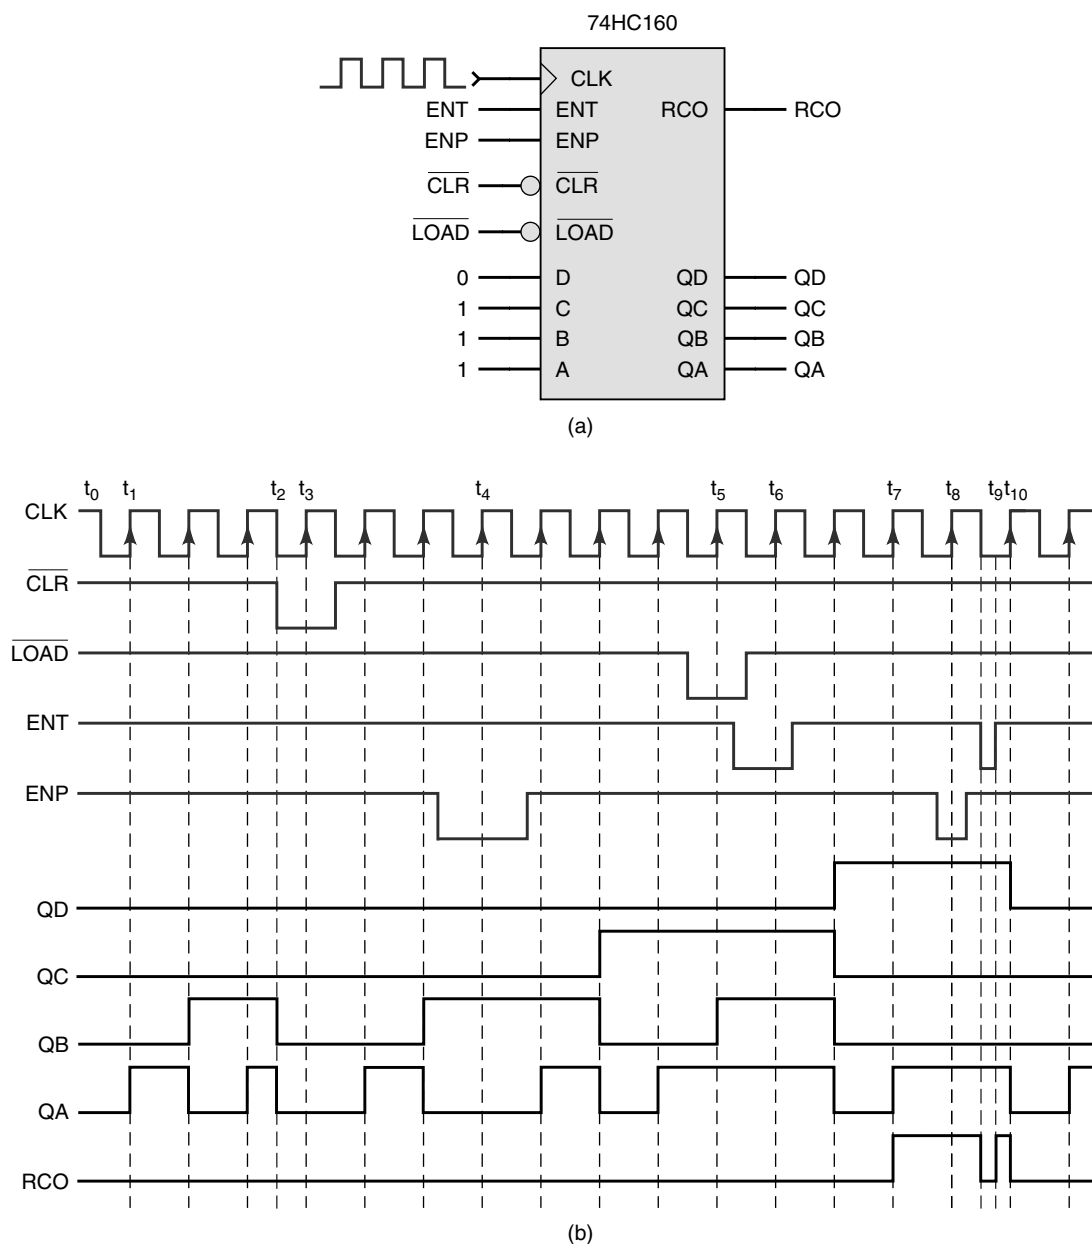 74HC160
CLK
ENT ENT RCO RCO
ENP ENP
CLR CLR
LOAD LOAD
0 D QD QD
1 C QC QC
1 B QB QB
1 A QA QA
(a)
t0 t1 t2 t3 t4 t5 t6 t7 t8 t9 t10
CLK
CLR
LOAD
ENT
ENP
QD
QC
QB
QA
RCO
(b)